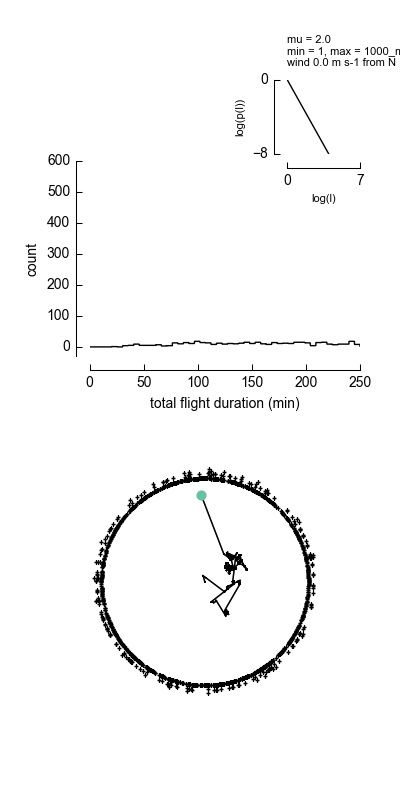 mu = 2.0
min = 1, max = 1000_m
wind 0.0 m s-1 from N
0
log(p(l))
−8
0 7
log(l)
600
500
400
300
200
100
0
count
0 50 100 150 200 250
total flight duration (min)